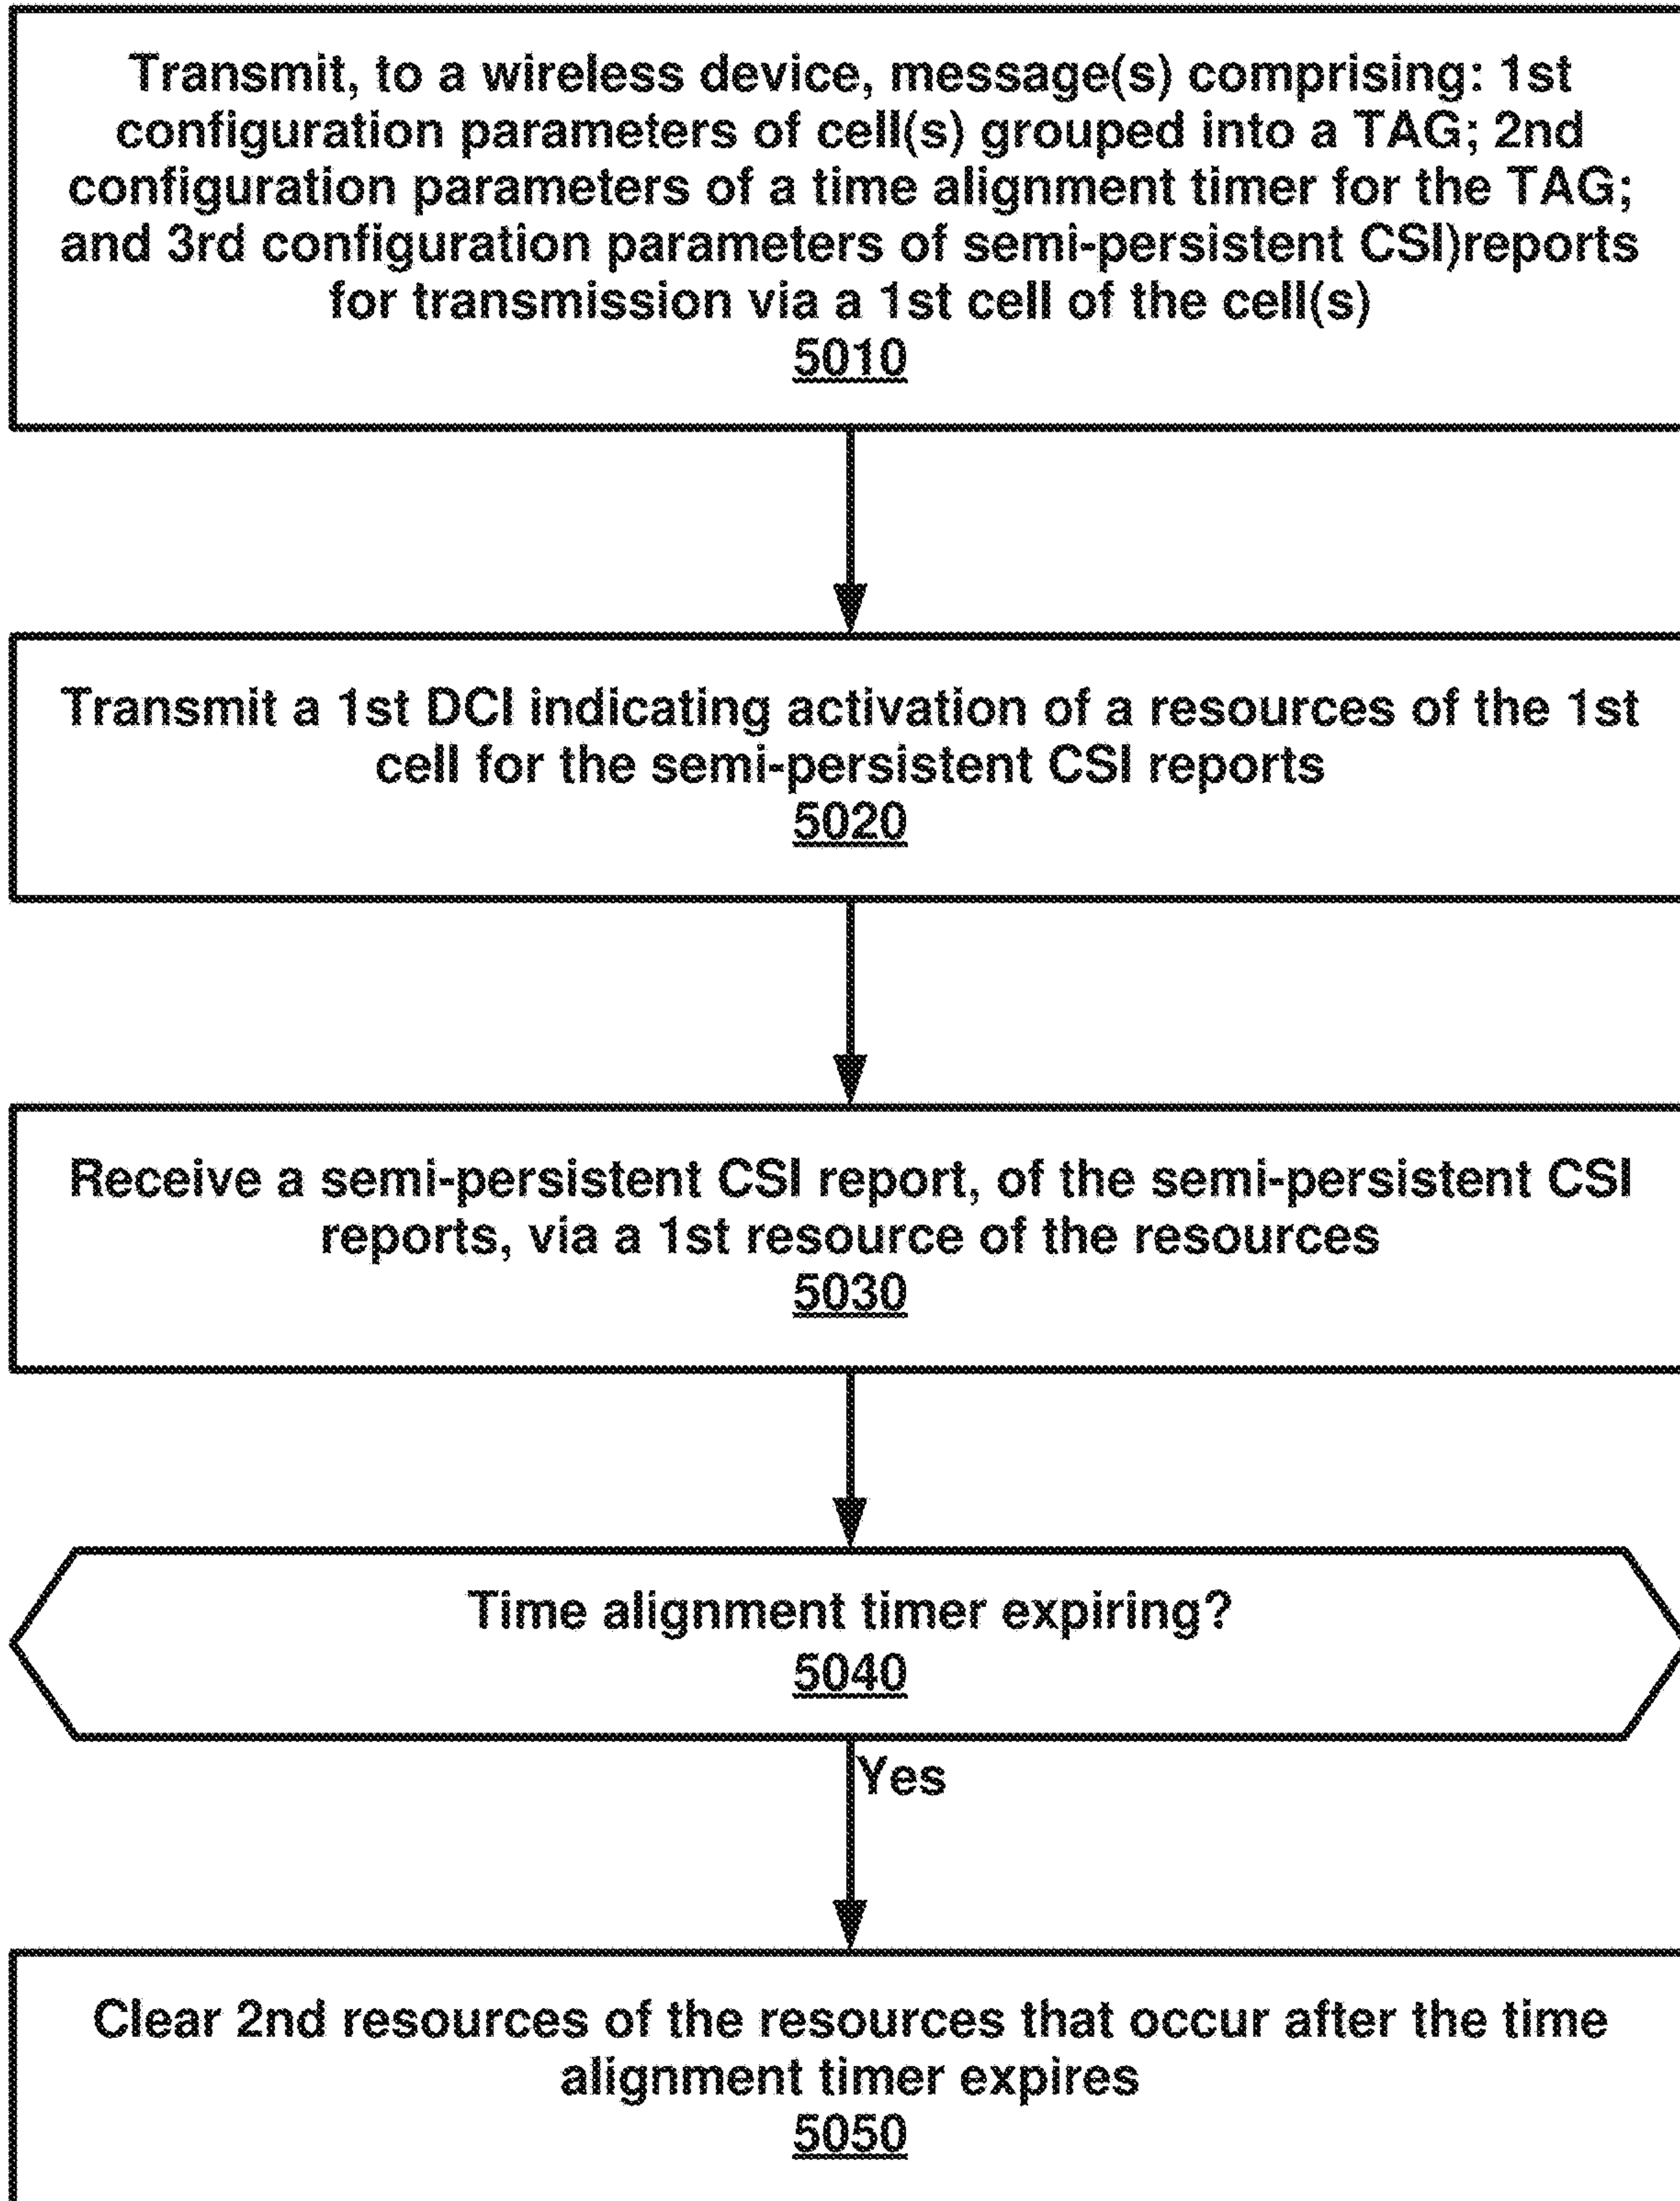 Transmit, to a wireless device, message(s) comprising: 1st
configuration parameters of cell(s) grouped into a TAG; 2nd
configuration parameters of a time alignment timer for the TAG;
and 3rd configuration parameters of semi-persistent CSI)reports
for transmission via a 1st cell of the cell(s)
5010
Transmit a 1st DCI indicating activation of a resources of the 1st
cell for the semi-persistent CSI reports
5020
Receive a semi-persistent CSI report, of the semi-persistent CSI
reports, via a 1st resource of the resources
5030
Time alignment timer expiring?
5040
Yes
Clear 2nd resources of the resources that occur after the time
alignment timer expires
5050